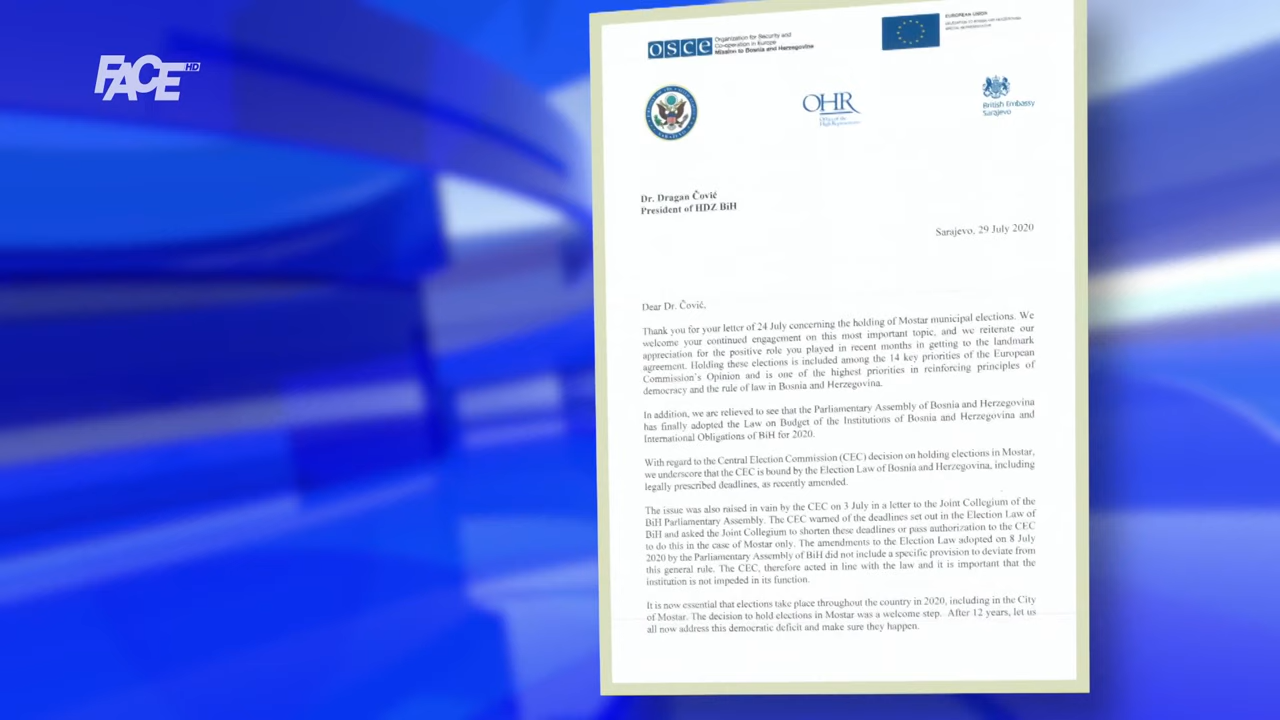 FACE HD
osce
Organization for Security and
Co-operation in Europe
Mission to Bosnia and Herzegovina
EUROPEAN UNION
OHR
Office of the
High Representative
British Embassy
Sarajevo
Dr. Dragan Čović
President of HDZ BiH
Sarajevo, 29 July 2020
Dear Dr. Čović,
Thank you for your letter of 24 July concerning the holding of Mostar municipal elections. We
welcome your continued engagement on this most important topic, and we reiterate our
appreciation for the positive role you played in recent months in getting to the landmark
agreement. Holding these elections is included among the 14 key priorities of the European
Commission's Opinion and is one of the highest priorities in reinforcing principles of
democracy and the rule of law in Bosnia and Herzegovina.
In addition, we are relieved to see that the Parliamentary Assembly of Bosnia and Herzegovina
has finally adopted the Law on Budget of the Institutions of Bosnia and Herzegovina and
International Obligations of BiH for 2020.
With regard to the Central Election Commission (CEC) decision on holding elections in Mostar,
we underscore that the CEC is bound by the Election Law of Bosnia and Herzegovina, including
legally prescribed deadlines, as recently amended.
The issue was also raised in vain by the CEC on 3 July in a letter to the Joint Collegium of the
BiH Parliamentary Assembly. The CEC warned of the deadlines set out in the Election Law of
BiH and asked the Joint Collegium to shorten these deadlines or pass authorization to the CEC
to do this in the case of Mostar only. The amendments to the Election Law adopted on 8 July
2020 by the Parliamentary Assembly of BiH did not include a specific provision to deviate from
this general rule. The CEC, therefore acted in line with the law and it is important that the
institution is not impeded in its function.
It is now essential that elections take place throughout the country in 2020, including in the City
of Mostar. The decision to hold elections in Mostar was a welcome step. After 12 years, let us
all now address this democratic deficit and make sure they happen.